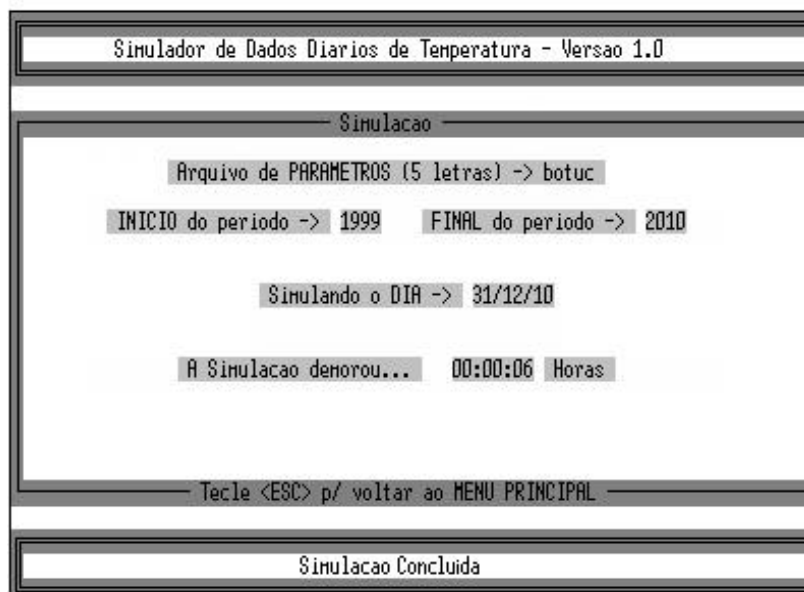 Simulador de Dados Diarios de Temperatura - Versao 1.0
Simulacao
Arquivo de PARAMETROS (5 letras) -> botuc
INICIO do periodo -> 1999 FINAL do periodo -> 2010
Simulando o DIA -> 31/12/10
A Simulacao demorou... 00:00:06 Horas
Tecle <ESC> p/ voltar ao MENU PRINCIPAL
Simulacao Concluida